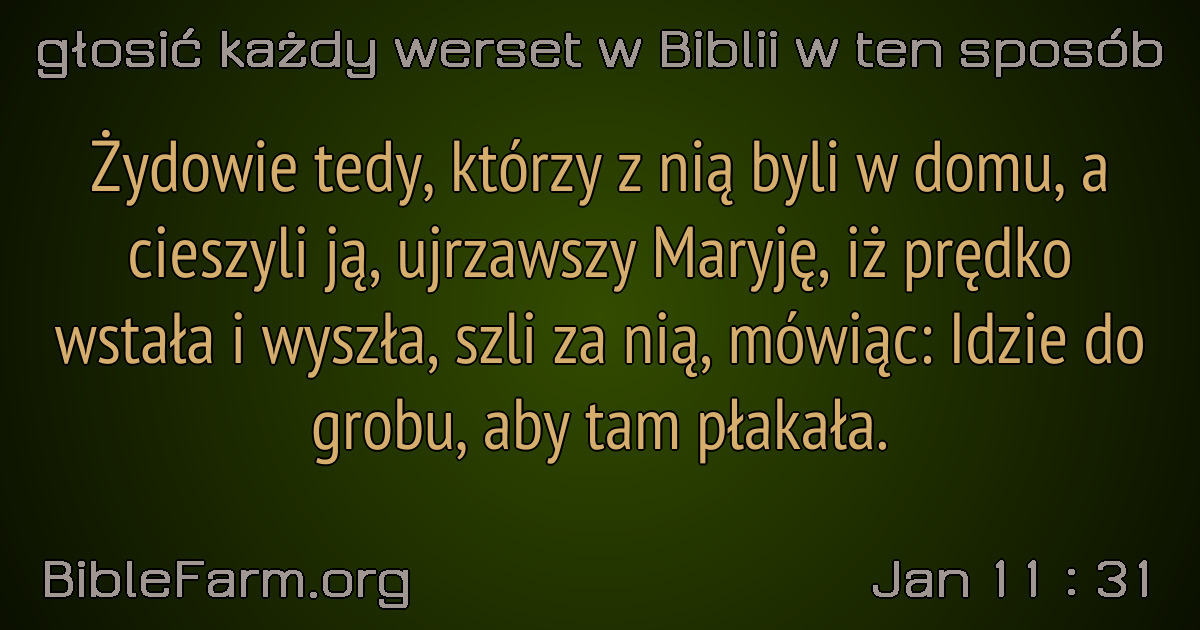 głosić każdy werset w Biblii w ten sposób
Żydowie tedy, którzy z nią byli w domu, a
cieszyli ją, ujrzawszy Maryję, iż prędko
wstała i wyszła, szli za nią, mówiąc: Idzie do
grobu, aby tam płakała.
BibleFarm.org
Jan 11 : 31